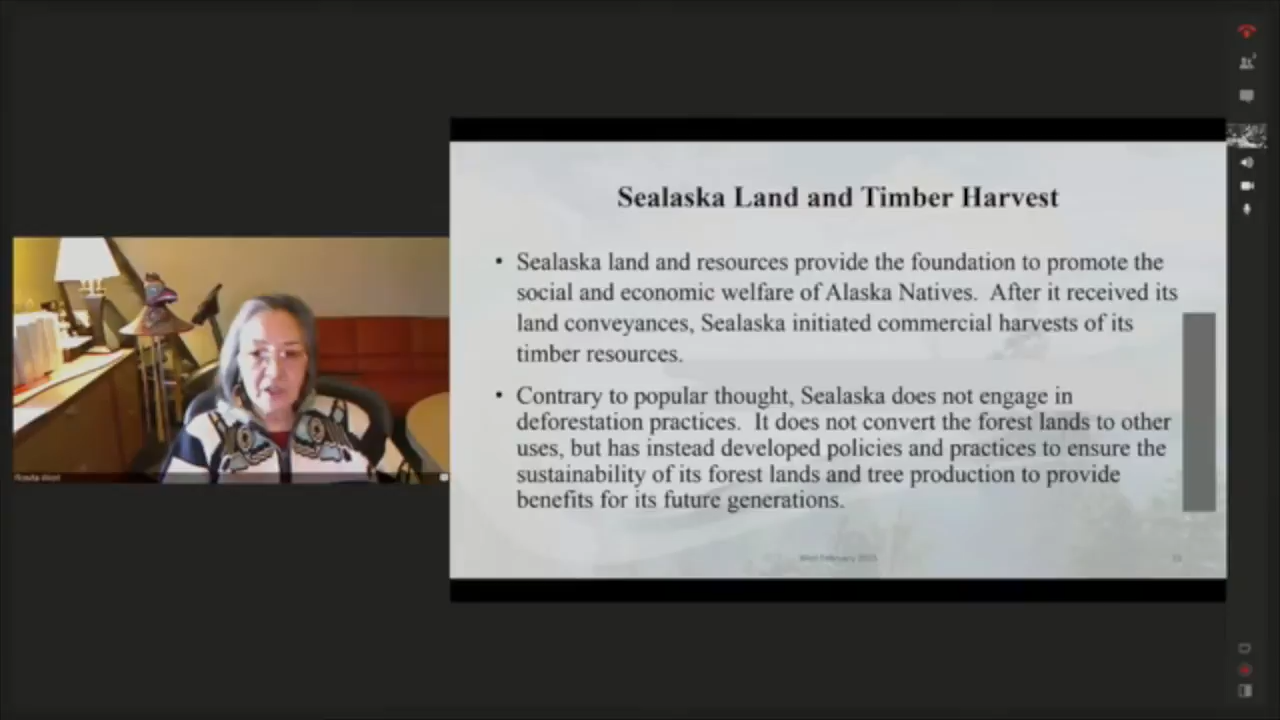 Sealaska Land and Timber Harvest
• Sealaska land and resources provide the foundation to promote the
social and economic welfare of Alaska Natives. After it received its
land conveyances, Sealaska initiated commercial harvests of its
timber resources.
• Contrary to popular thought, Sealaska does not engage in
deforestation practices. It does not convert the forest lands to other
uses, but has instead developed policies and practices to ensure the
sustainability of its forest lands and tree production to provide
benefits for its future generations.